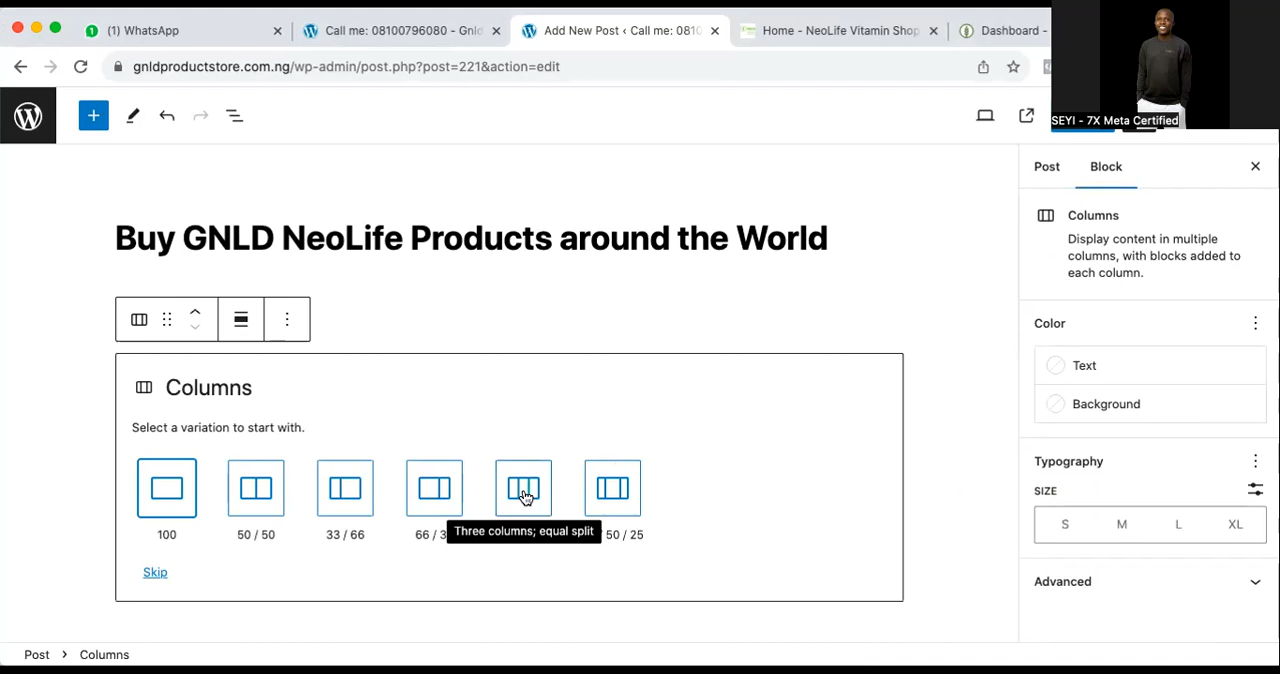 1
(1) WhatsApp
Call me: 08100796080 - Gnld
Add New Post ‹ Call me: 0810
Home - NeoLife Vitamin Shop
Dashboard -
gnldproductstore.com.ng/wp-admin/post.php?post=221&action=edit
SEYI - 7X Meta Certified
Post
Block
Columns
Display content in multiple
columns, with blocks added to
each column.
Buy GNLD NeoLife Products around the World
Color
Text
Background
Columns
Select a variation to start with.
100
50 / 50
33 / 66
66 / 3
Three columns; equal split
50 / 25
Skip
Typography
SIZE
S M L XL
Advanced
Post > Columns